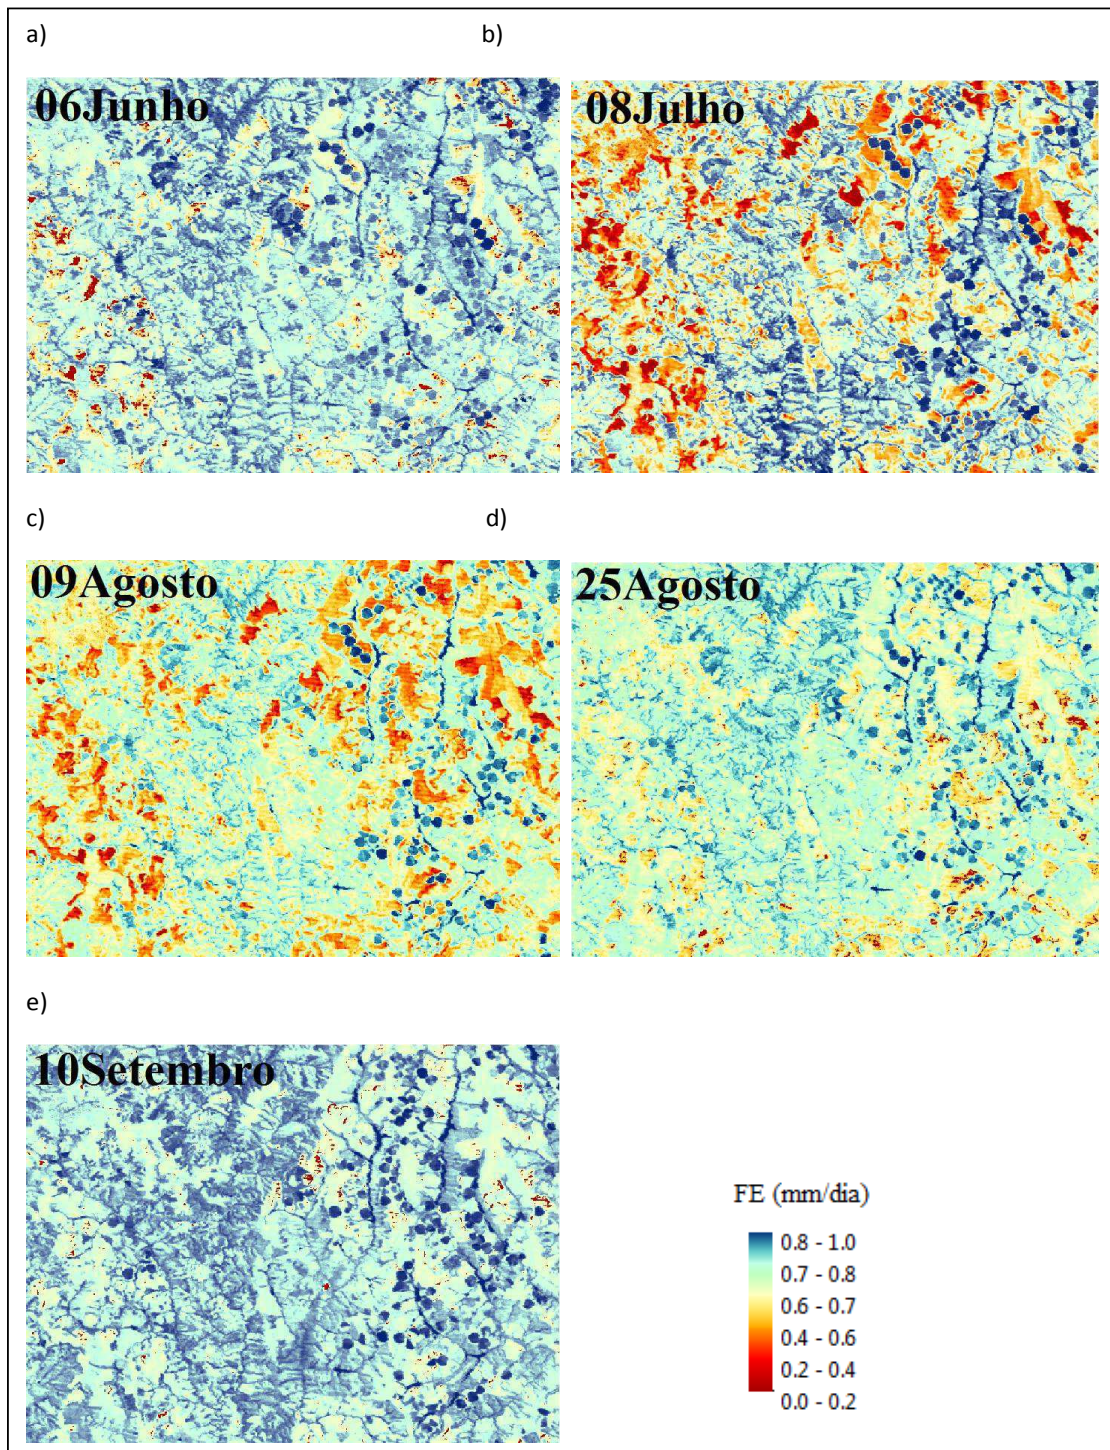 a)
b)
06Junho
08Julho
c)
d)
09Agosto
25Agosto
e)
10Setembro
FE (mm/dia)
0.8 - 1.0
0.7 - 0.8
0.6 - 0.7
0.4 - 0.6
0.2 - 0.4
0.0 - 0.2